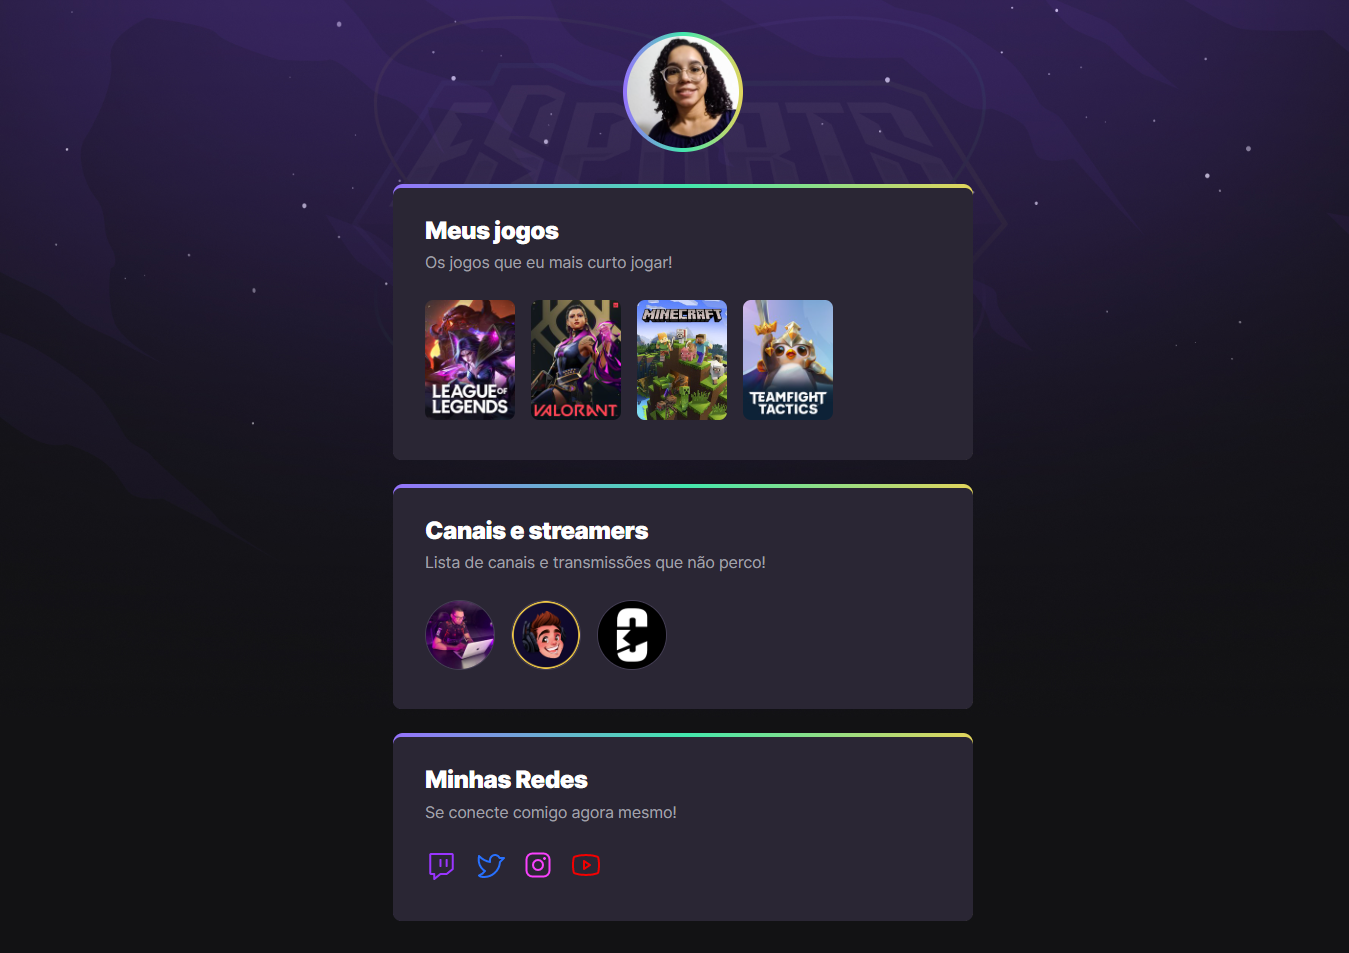 ESPORTS
Meus jogos
Os jogos que eu mais curto jogar!
LEAGUE OF
LEGENDS
VALORANT
MINECRAFT
TEAMFIGHT
TACTICS
Canais e streamers
Lista de canais e transmissões que não perco!
Minhas Redes
Se conecte comigo agora mesmo!